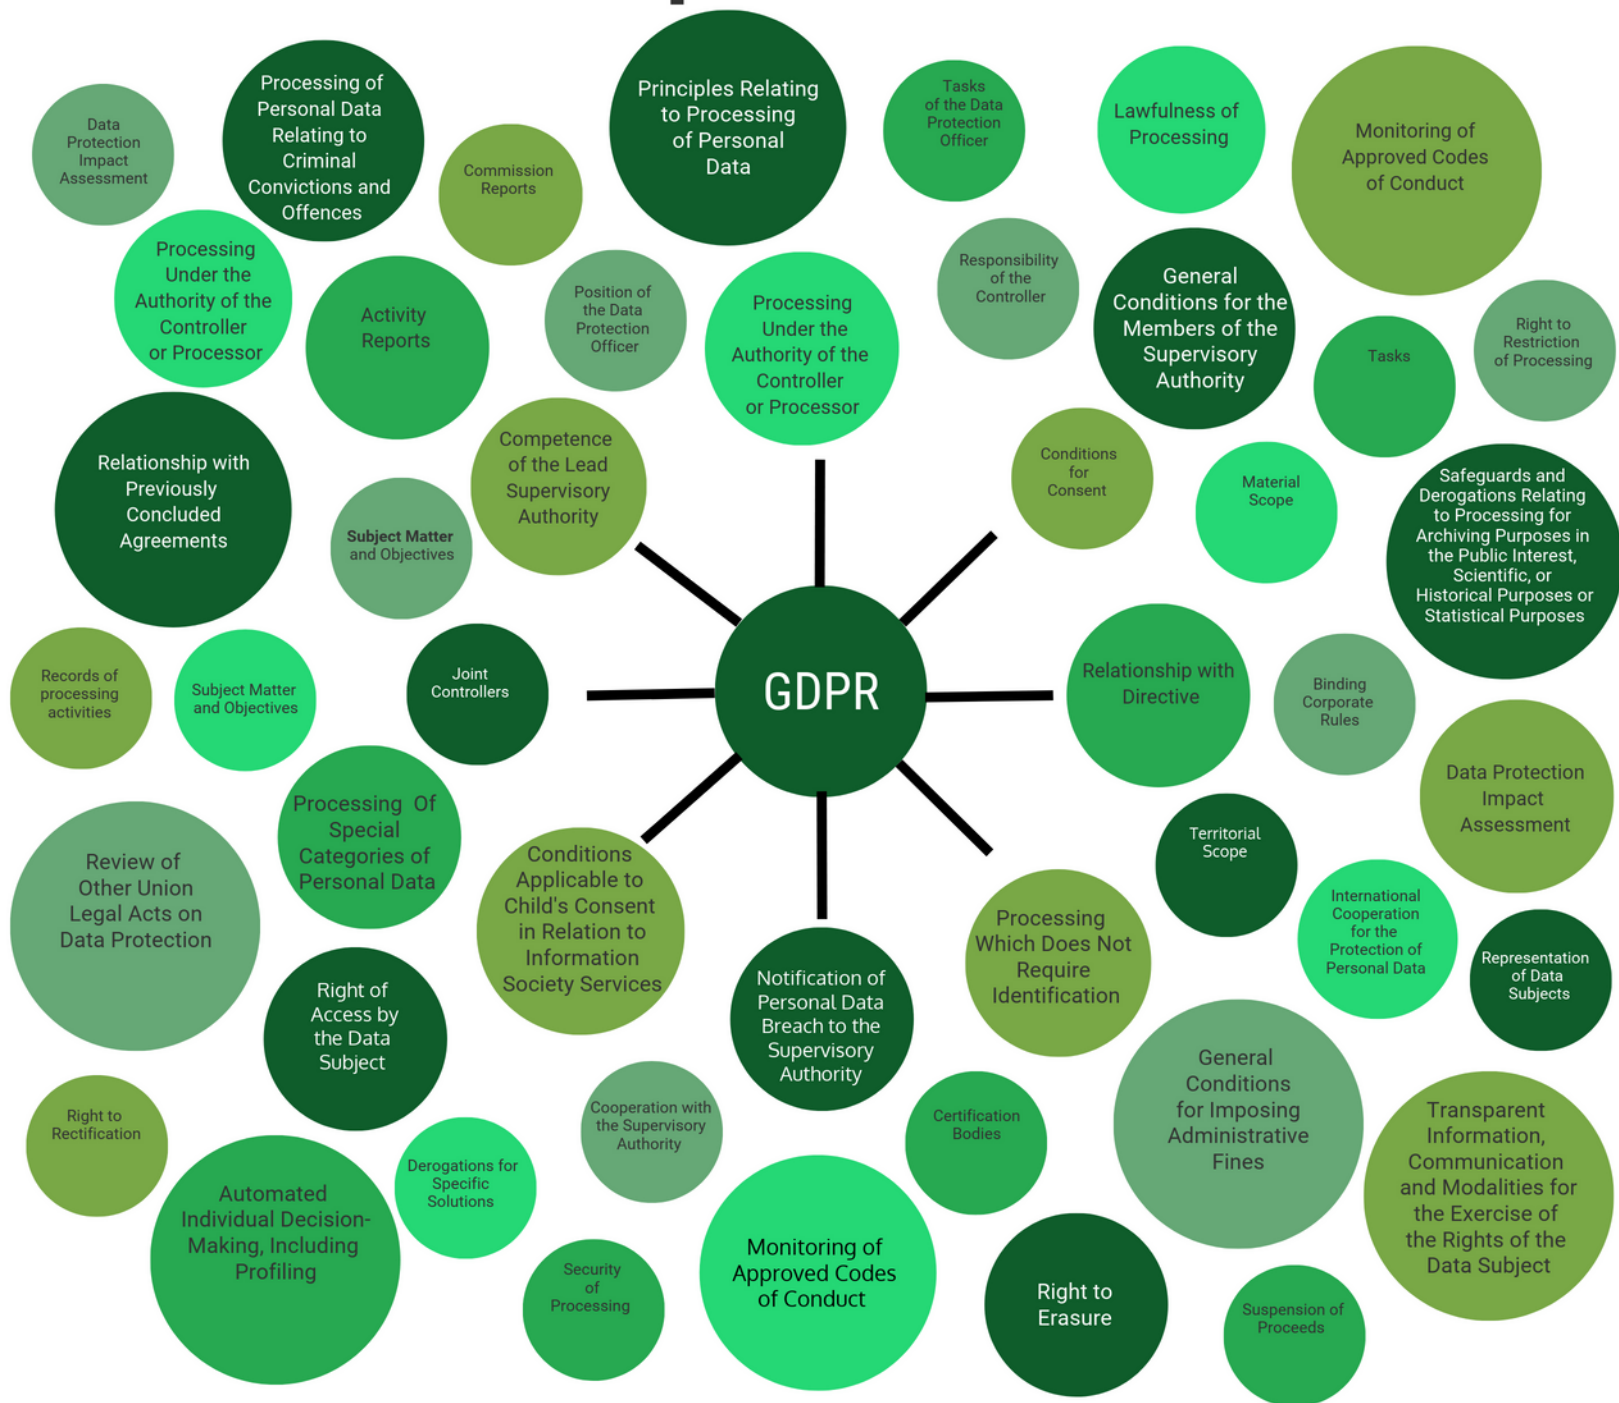 Data
Protection
Impact
Assessment
Processing of
Personal Data
Relating to
Criminal
Convictions and
Offences
Commission
Reports
Principles Relating
to Processing
of Personal
Data
Tasks
of the Data
Protection
Officer
Lawfulness of
Processing
Monitoring of
Approved Codes
of Conduct
Processing
Under the
Authority of the
Controller
or Processor
Activity
Reports
Position of
the Data
Protection
Officer
Processing
Under the
Authority of the
Controller
or Processor
Responsibility
of the
Controller
General
Conditions for the
Members of the
Supervisory
Authority
Tasks
Right to
Restriction
of Processing
Relationship with
Previously
Concluded
Agreements
Subject Matter
and Objectives
Competence
of the Lead
Supervisory
Authority
Conditions
for
Consent
Material
Scope
Safeguards and
Derogations Relating
to Processing for
Archiving Purposes in
the Public Interest,
Scientific, or
Historical Purposes or
Statistical Purposes
Records of
processing
activities
Subject Matter
and Objectives
Joint
Controllers
GDPR
Relationship with
Directive
Binding
Corporate
Rules
Data Protection
Impact
Assessment
Review of
Other Union
Legal Acts on
Data Protection
Processing Of
Special
Categories of
Personal Data
Conditions
Applicable to
Child's Consent
in Relation to
Information
Society Services
Notification of
Personal Data
Breach to the
Supervisory
Authority
Processing
Which Does Not
Require
Identification
Territorial
Scope
International
Cooperation
for the
Protection of
Personal Data
Representation
of Data
Subjects
Right of
Access by
the Data
Subject
Right to
Rectification
Automated
Individual Decision-
Making, Including
Profiling
Derogations for
Specific
Solutions
Cooperation with
the Supervisory
Authority
Security
of
Processing
Monitoring of
Approved Codes
of Conduct
Certification
Bodies
Right to
Erasure
General
Conditions
for Imposing
Administrative
Fines
Suspension of
Proceeds
Transparent
Information,
Communication
and Modalities for
the Exercise of
the Rights of the
Data Subject